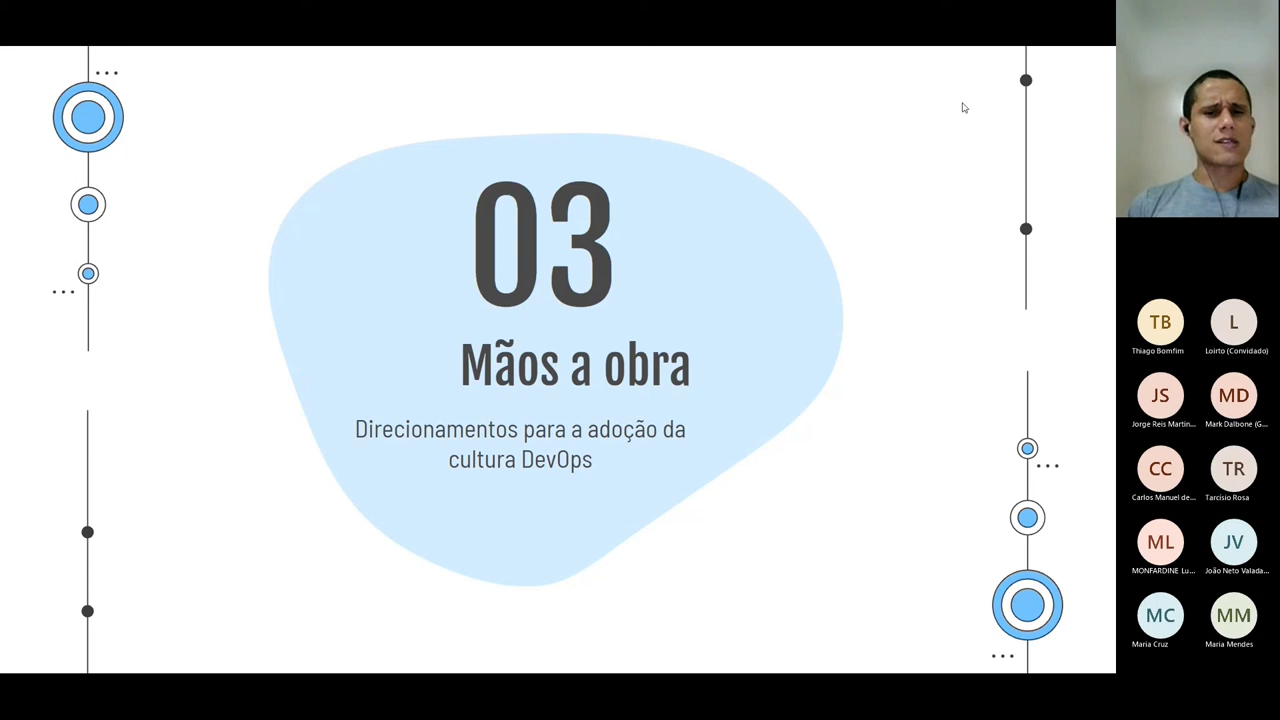 03
Mãos a obra
Direcionamentos para a adoção da
cultura DevOps
TB
Thiago Bomfim
L
Loirto (Convidado)
JS
Jorge Reis Martin...
MD
Mark Dalbone (G...
CC
Carlos Manuel de...
TR
Tarcísio Rosa
ML
MONFARDINE Lu...
JV
João Neto Valada...
MC
Maria Cruz
MM
Maria Mendes